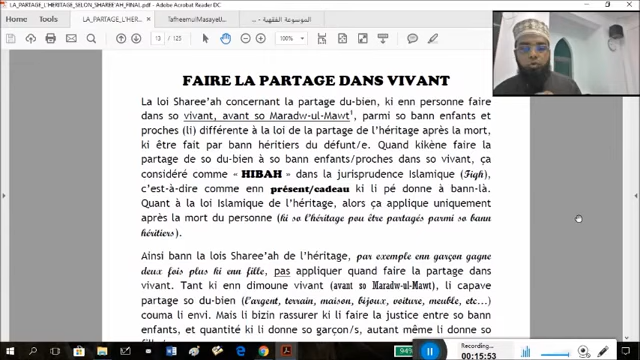 LA_PARTAGE_L'HERITAGE_SELON_SHAREE'AH_FINAL.pdf - Adobe Acrobat Reader DC
Home Tools LA_PARTAGE_L'HER... TafheemulMasayelI... الموسوعة الفقهية - ...
13 / 125 100%
FAIRE LA PARTAGE DANS VIVANT
La loi Sharee'ah concernant la partage du-bien, ki enn personne faire
dans so vivant, avant so Maradw-ul-Mawt¹, parmi so bann enfants et
proches (li) différente à la loi de la partage de l'héritage après la mort,
ki être fait par bann héritiers du défunt/e. Quand kikène faire la
partage de so du-bien à so bann enfants/proches dans so vivant, ça
considéré comme « HIBAH » dans la jurisprudence Islamique (Fiqh),
c'est-à-dire comme enn présent/cadeau ki li pé donne à bann-là.
Quant à la loi Islamique de l'héritage, alors ça applique uniquement
après la mort du personne (ki so l'héritage pou être partagés parmi so bann
héritiers).
Ainsi bann la lois Sharee'ah de l'héritage, par exemple enn garçon gagne
deux fois plus ki enn fille, pas appliquer quand faire la partage dans
vivant. Tant ki enn dimoune vivant (avant so Maradw-ul-Mawt), li capave
partage so du-bien (l'argent, terrain, maison, bijoux, voiture, meuble, etc...)
couma li envi. Mais li bizin rassurer ki li faire la justice entre so bann
enfants, et quantité ki li donne so garçon/s, autant même li donne so
Recording...
00:15:53
94%